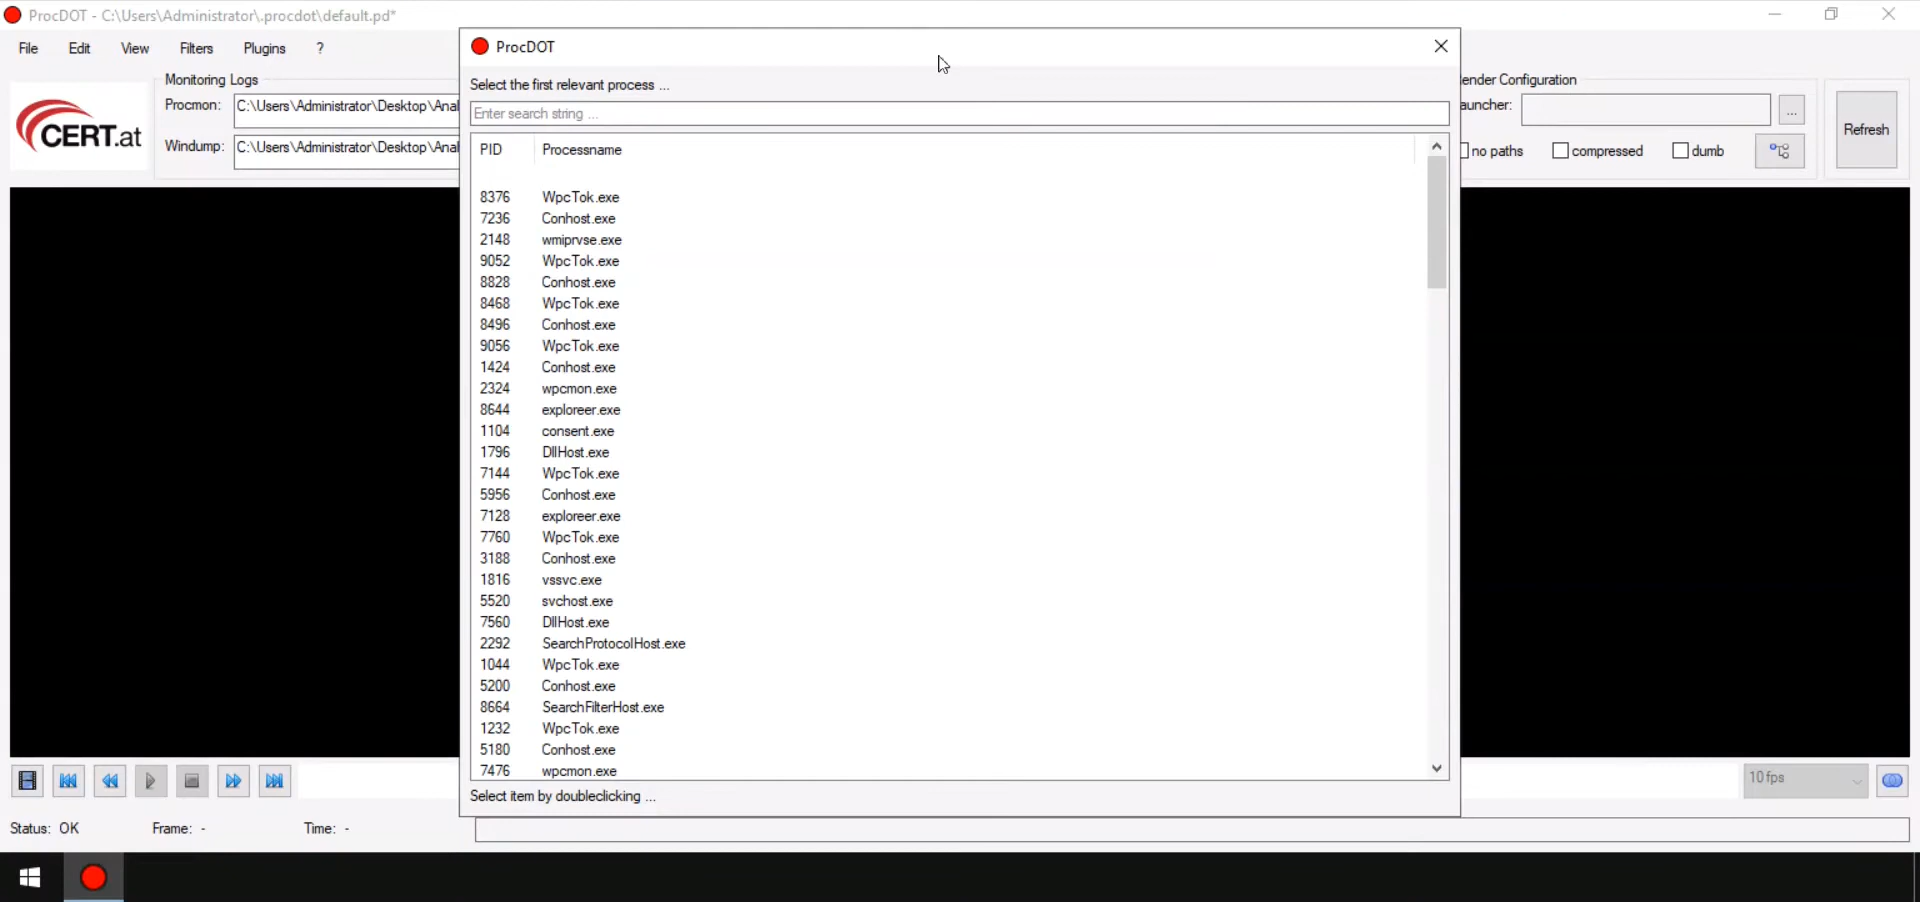 ProcDOT - C:\Users\Administrator\.procdot\default.pd*
File Edit View Filters Plugins ?
CERT.at
Monitoring Logs
Procmon: C:\Users\Administrator\Desktop\Anal
Windump: C:\Users\Administrator\Desktop\Anal
ender Configuration
auncher: ...
no paths compressed dumb
Refresh
ProcDOT
Select the first relevant process ...
Enter search string ...
PID Processname
8376 WpcTok.exe
7236 Conhost.exe
2148 wmiprvse.exe
9052 WpcTok.exe
8828 Conhost.exe
8468 WpcTok.exe
8496 Conhost.exe
9056 WpcTok.exe
1424 Conhost.exe
2324 wpcmon.exe
8644 exploreer.exe
1104 consent.exe
1796 DllHost.exe
7144 WpcTok.exe
5956 Conhost.exe
7128 exploreer.exe
7760 WpcTok.exe
3188 Conhost.exe
1816 vssvc.exe
5520 svchost.exe
7560 DllHost.exe
2292 SearchProtocolHost.exe
1044 WpcTok.exe
5200 Conhost.exe
8664 SearchFilterHost.exe
1232 WpcTok.exe
5180 Conhost.exe
7476 wpcmon.exe
Select item by doubleclicking ...
10 fps
Status: OK Frame: - Time: -